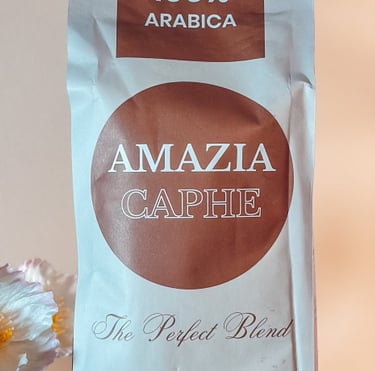 100%
ARABICA
AMAZIA
CAPHE
The Perfect Blend